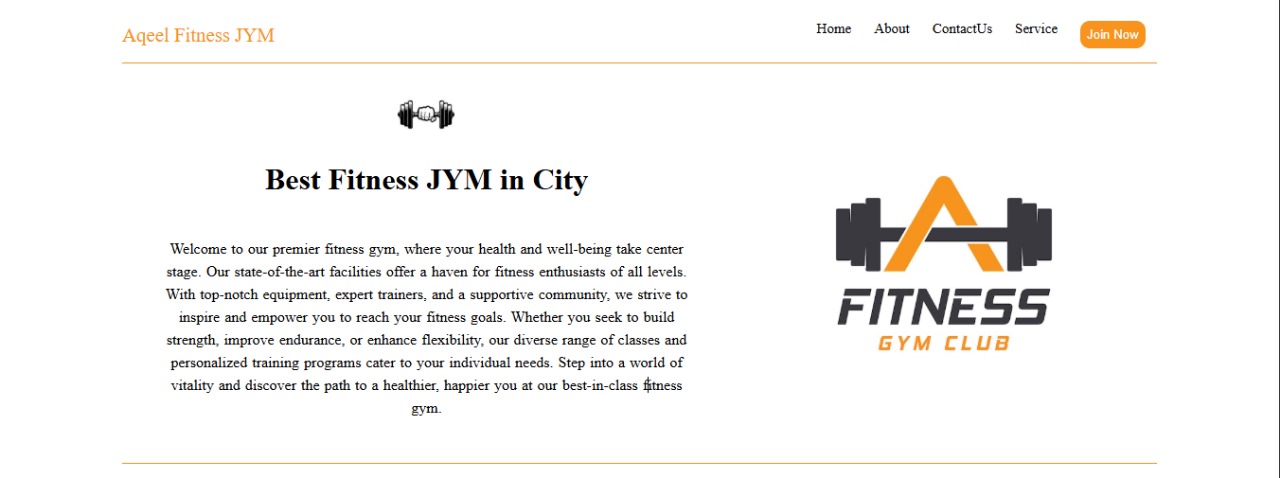 Aqeel Fitness JYM
Home About ContactUs Service Join Now
Best Fitness JYM in City
Welcome to our premier fitness gym, where your health and well-being take center
stage. Our state-of-the-art facilities offer a haven for fitness enthusiasts of all levels.
With top-notch equipment, expert trainers, and a supportive community, we strive to
inspire and empower you to reach your fitness goals. Whether you seek to build
strength, improve endurance, or enhance flexibility, our diverse range of classes and
personalized training programs cater to your individual needs. Step into a world of
vitality and discover the path to a healthier, happier you at our best-in-class fitness
gym.
FITNESS
GYM CLUB